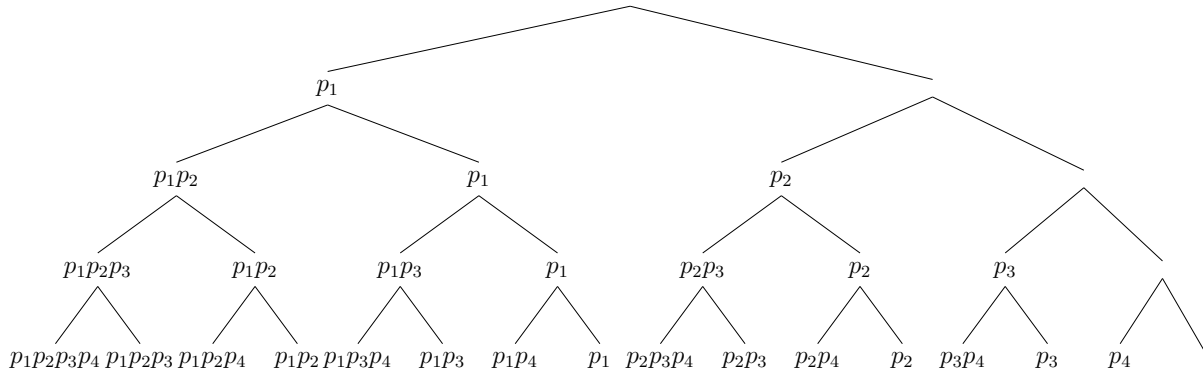 p₁
p₁p₂ p₁ p₂
p₁p₂p₃ p₁p₂ p₁p₃ p₁ p₂p₃ p₂ p₃
p₁p₂p₃p₄ p₁p₂p₃ p₁p₂p₄ p₁p₂ p₁p₃p₄ p₁p₃ p₁p₄ p₁ p₂p₃p₄ p₂p₃ p₂p₄ p₂ p₃p₄ p₃ p₄